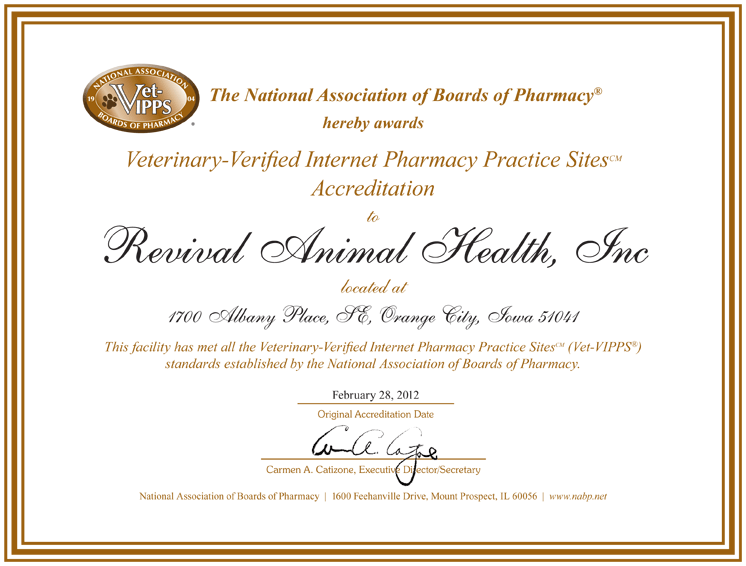 NATIONAL ASSOCIATION
19 Vet-VIPPS 04
BOARDS OF PHARMACY
®
The National Association of Boards of Pharmacy®
hereby awards
Veterinary-Verified Internet Pharmacy Practice Sites℠
Accreditation
to
Revival Animal Health, Inc
located at
1700 Albany Place, SE, Orange City, Iowa 51041
This facility has met all the Veterinary-Verified Internet Pharmacy Practice Sites℠ (Vet-VIPPS®)
standards established by the National Association of Boards of Pharmacy.
February 28, 2012
Original Accreditation Date
Carmen A. Catizone, Executive Director/Secretary
National Association of Boards of Pharmacy | 1600 Feehanville Drive, Mount Prospect, IL 60056 | www.nabp.net